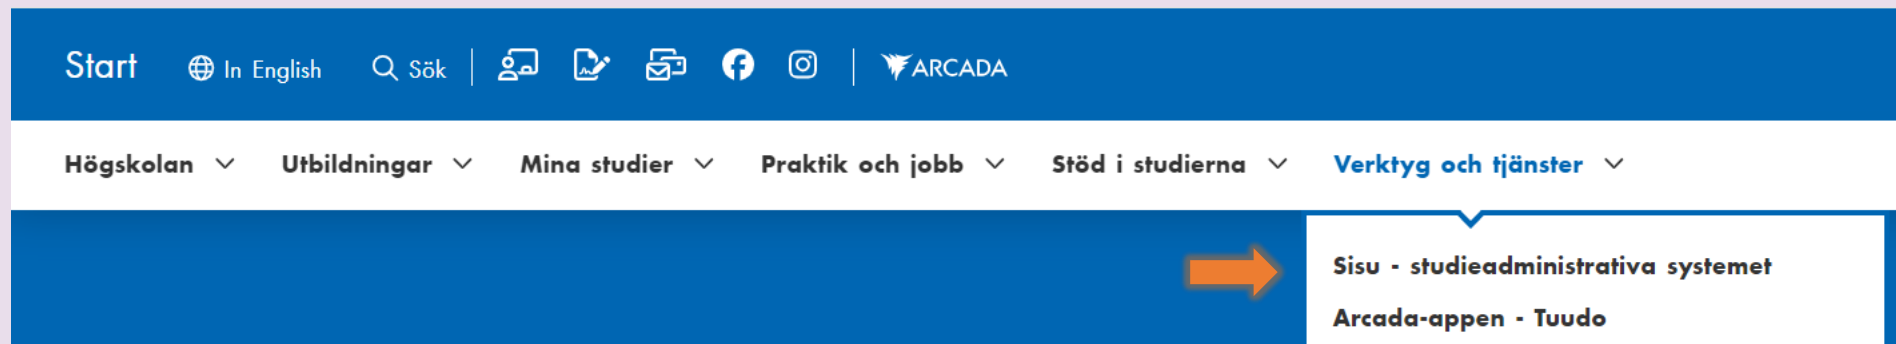 Start In English Sök ARCADA
Högskolan Utbildningar Mina studier Praktik och jobb Stöd i studierna Verktyg och tjänster
Sisu - studieadministrativa systemet
Arcada-appen - Tuudo